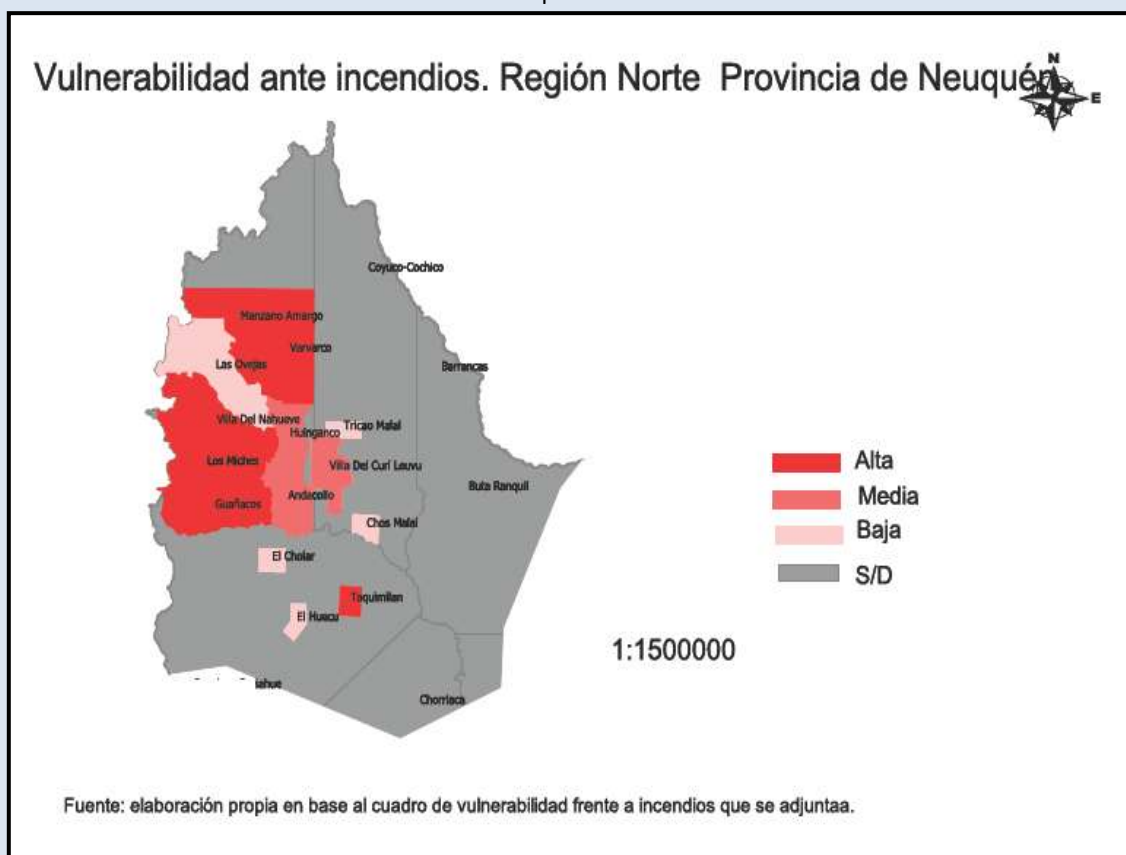 Vulnerabilidad ante incendios. Región Norte Provincia de Neuquén
N
E
Coyuco-Cochico
Manzano Amargo
Varvarco
Las Ovejas
Barrancas
Villa Del Nahueve
Tricao Malal
Huinganco
Los Miches
Villa Del Curi Leuvu
Buta Ranquil
Guañacos
Andacollo
Chos Malal
El Cholar
Taquimilan
El Huecu
Chorriaca
Alta
Media
Baja
S/D
1:1500000
Fuente: elaboración propia en base al cuadro de vulnerabilidad frente a incendios que se adjuntaa.